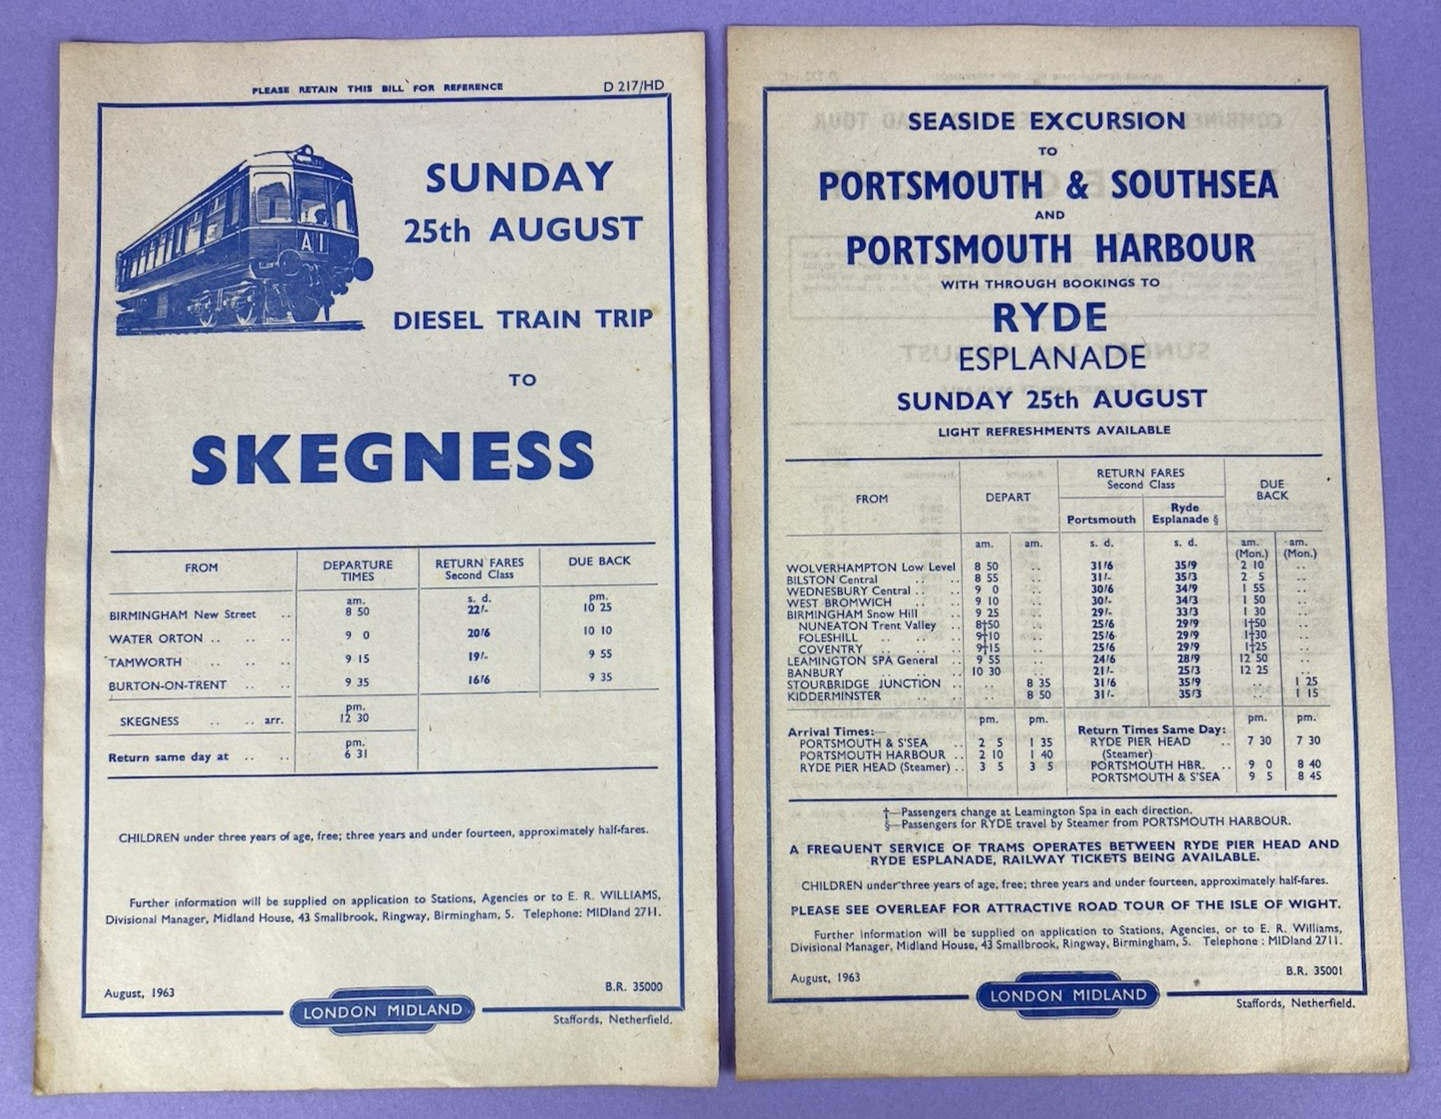 PLEASE RETAIN THIS BILL FOR REFERENCE
D 217/HD
A1
SUNDAY
25th AUGUST
DIESEL TRAIN TRIP
TO
SKEGNESS
FROM DEPARTURE TIMES RETURN FARES Second Class DUE BACK
am. s. d. pm.
BIRMINGHAM New Street .. 8 50 22/- 10 25
WATER ORTON .. .. .. 9 0 20/6 10 10
TAMWORTH .. .. .. 9 15 19/- 9 55
BURTON-ON-TRENT .. .. 9 35 16/6 9 35
pm.
SKEGNESS .. .. arr. 12 30
pm.
Return same day at .. .. 6 31
CHILDREN under three years of age, free; three years and under fourteen, approximately half-fares.
Further information will be supplied on application to Stations, Agencies or to E. R. WILLIAMS,
Divisional Manager, Midland House, 43 Smallbrook, Ringway, Birmingham, 5. Telephone: MIDland 2711.
August, 1963
B.R. 35000
LONDON MIDLAND
Staffords, Netherfield.
SEASIDE EXCURSION
TO
PORTSMOUTH & SOUTHSEA
AND
PORTSMOUTH HARBOUR
WITH THROUGH BOOKINGS TO
RYDE
ESPLANADE
SUNDAY 25th AUGUST
LIGHT REFRESHMENTS AVAILABLE
FROM DEPART RETURN FARES Second Class DUE BACK
Portsmouth Ryde Esplanade §
am. am. s. d. s. d. am. (Mon.) am. (Mon.)
WOLVERHAMPTON Low Level 8 50 .. 31/6 35/9 2 10 ..
BILSTON Central .. .. 8 55 .. 31/- 35/3 2 5 ..
WEDNESBURY Central .. .. 9 0 .. 30/6 34/9 1 55 ..
WEST BROMWICH .. .. 9 10 .. 30/- 34/3 1 50 ..
BIRMINGHAM Snow Hill .. 9 25 .. 29/- 33/3 1 30 ..
NUNEATON Trent Valley .. 8†50 .. 25/6 29/9 1†50 ..
FOLESHILL .. .. .. 9†10 .. 25/6 29/9 1†30 ..
COVENTRY .. .. .. 9†15 .. 25/6 29/9 1†25 ..
LEAMINGTON SPA General .. 9 55 .. 24/6 28/9 12 50 ..
BANBURY .. .. .. 10 30 .. 21/- 25/3 12 25 ..
STOURBRIDGE JUNCTION .. .. 8 35 31/6 35/9 .. 1 25
KIDDERMINSTER .. .. .. 8 50 31/- 35/3 .. 1 15
pm. pm. pm. pm.
Arrival Times:—
PORTSMOUTH & S'SEA .. 2 5 1 35
PORTSMOUTH HARBOUR .. 2 10 1 40
RYDE PIER HEAD (Steamer) .. 3 5 3 5
Return Times Same Day:
RYDE PIER HEAD (Steamer) 7 30 7 30
PORTSMOUTH HBR. .. 9 0 8 40
PORTSMOUTH & S'SEA 9 5 8 45
†—Passengers change at Leamington Spa in each direction.
§—Passengers for RYDE travel by Steamer from PORTSMOUTH HARBOUR.
A FREQUENT SERVICE OF TRAMS OPERATES BETWEEN RYDE PIER HEAD AND
RYDE ESPLANADE, RAILWAY TICKETS BEING AVAILABLE.
CHILDREN under three years of age, free; three years and under fourteen, approximately half-fares.
PLEASE SEE OVERLEAF FOR ATTRACTIVE ROAD TOUR OF THE ISLE OF WIGHT.
Further information will be supplied on application to Stations, Agencies, or to E. R. Williams,
Divisional Manager, Midland House, 43 Smallbrook, Ringway, Birmingham, 5. Telephone : MIDland 2711.
August, 1963
B.R. 35001
LONDON MIDLAND
Staffords, Netherfield.